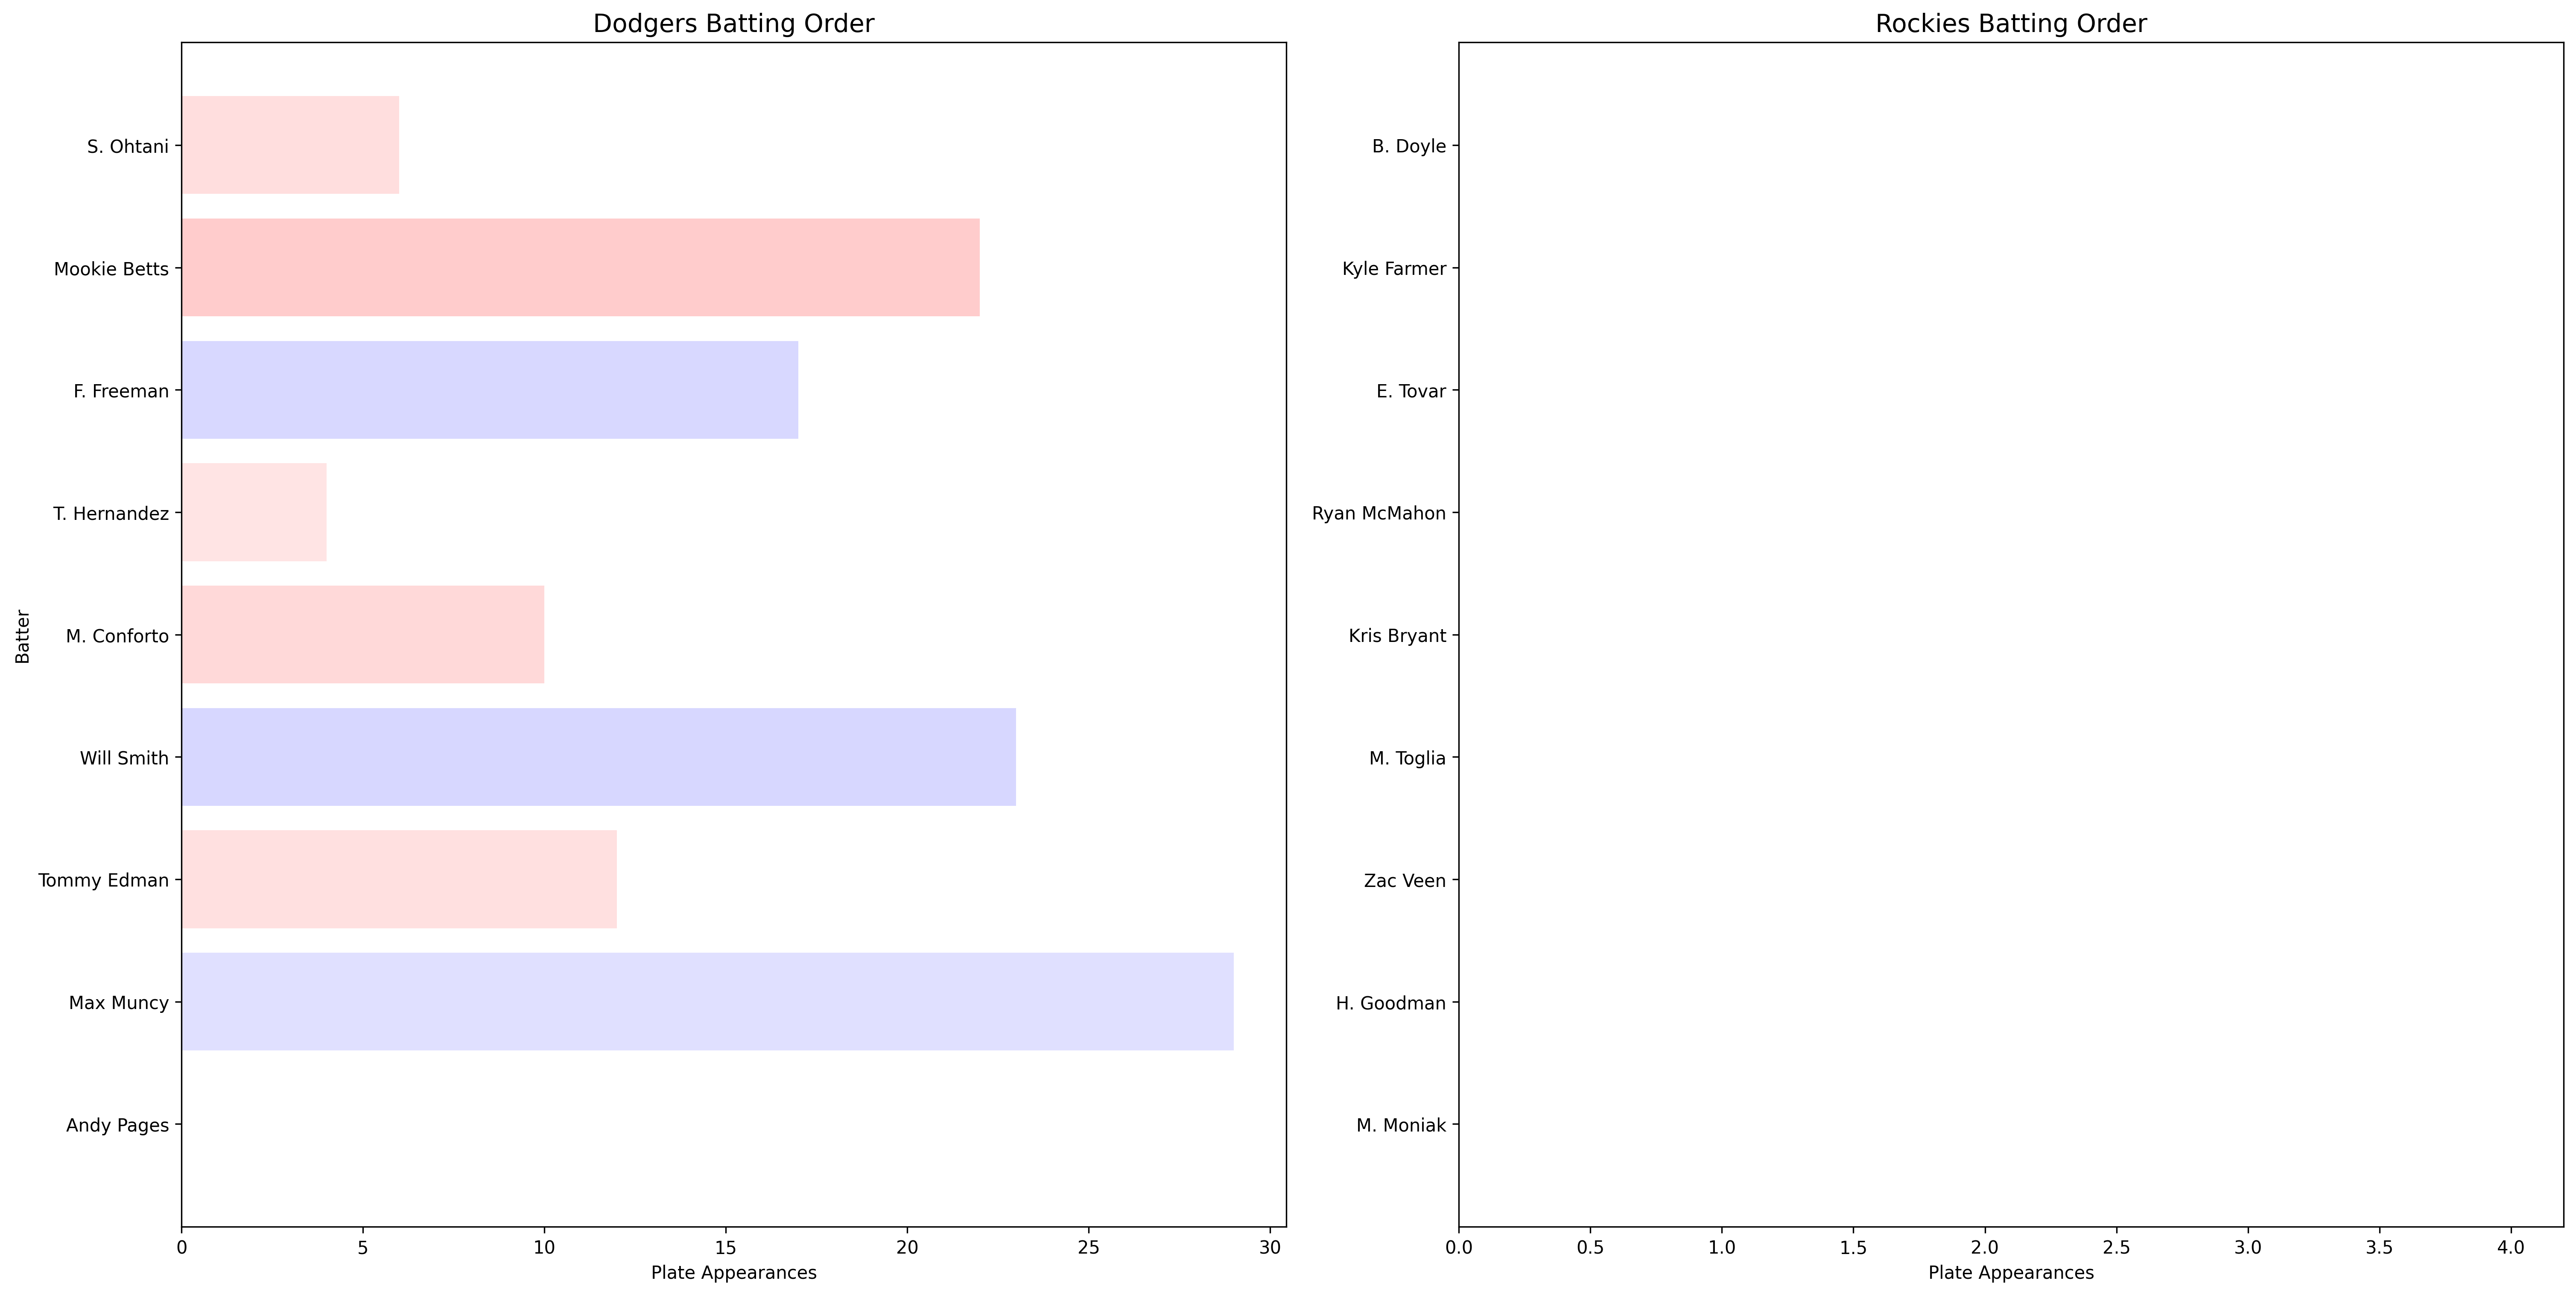 Dodgers Batting Order
Batter
S. Ohtani
Mookie Betts
F. Freeman
T. Hernandez
M. Conforto
Will Smith
Tommy Edman
Max Muncy
Andy Pages
0 5 10 15 20 25 30
Plate Appearances
Rockies Batting Order
B. Doyle
Kyle Farmer
E. Tovar
Ryan McMahon
Kris Bryant
M. Toglia
Zac Veen
H. Goodman
M. Moniak
0.0 0.5 1.0 1.5 2.0 2.5 3.0 3.5 4.0
Plate Appearances